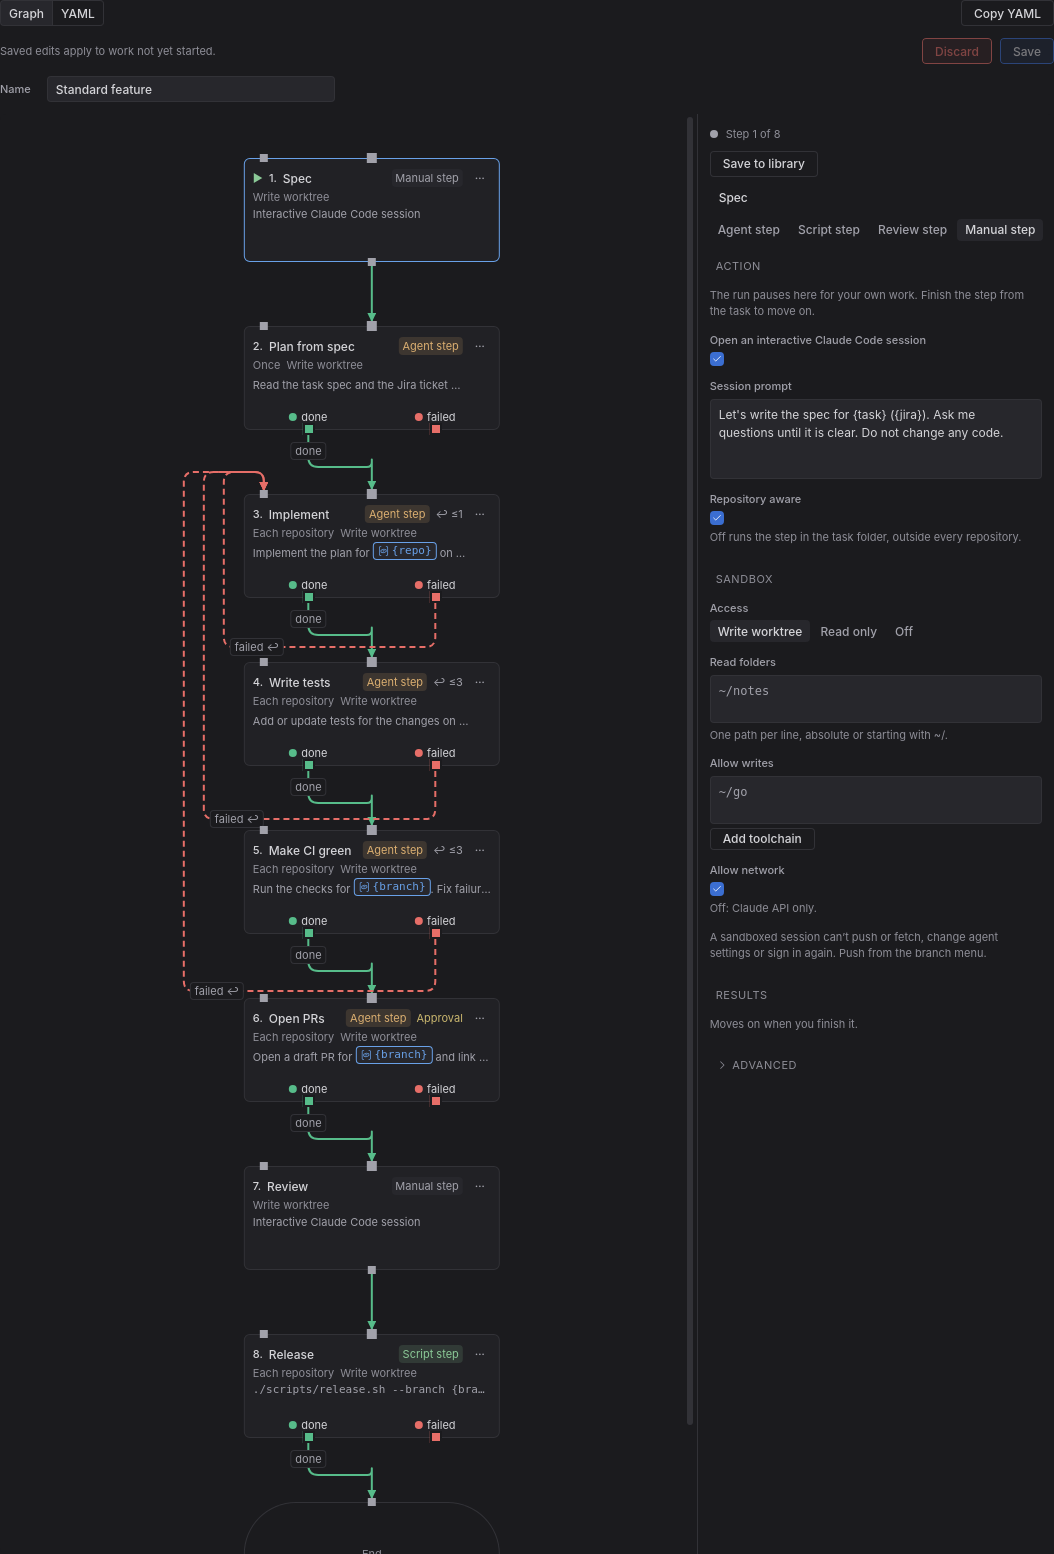 Graph YAML
Copy YAML
Saved edits apply to work not yet started.
Discard Save
Name Standard feature
1. Spec Manual step ...
Write worktree
Interactive Claude Code session
2. Plan from spec Agent step ...
Once Write worktree
Read the task spec and the Jira ticket ...
done failed
done
3. Implement Agent step ↩ ≤1 ...
Each repository Write worktree
Implement the plan for {repo} on ...
done failed
done
failed ↩
4. Write tests Agent step ↩ ≤3 ...
Each repository Write worktree
Add or update tests for the changes on ...
done failed
done
failed ↩
5. Make CI green Agent step ↩ ≤3 ...
Each repository Write worktree
Run the checks for {branch}. Fix failur...
done failed
done
failed ↩
6. Open PRs Agent step Approval ...
Each repository Write worktree
Open a draft PR for {branch} and link ...
done failed
done
7. Review Manual step ...
Write worktree
Interactive Claude Code session
8. Release Script step ...
Each repository Write worktree
./scripts/release.sh --branch {bra...
done failed
done
End
Step 1 of 8
Save to library
Spec
Agent step Script step Review step Manual step
ACTION
The run pauses here for your own work. Finish the step from
the task to move on.
Open an interactive Claude Code session
Session prompt
Let's write the spec for {task} ({jira}). Ask me
questions until it is clear. Do not change any code.
Repository aware
Off runs the step in the task folder, outside every repository.
SANDBOX
Access
Write worktree Read only Off
Read folders
~/notes
One path per line, absolute or starting with ~/.
Allow writes
~/go
Add toolchain
Allow network
Off: Claude API only.
A sandboxed session can't push or fetch, change agent
settings or sign in again. Push from the branch menu.
RESULTS
Moves on when you finish it.
ADVANCED